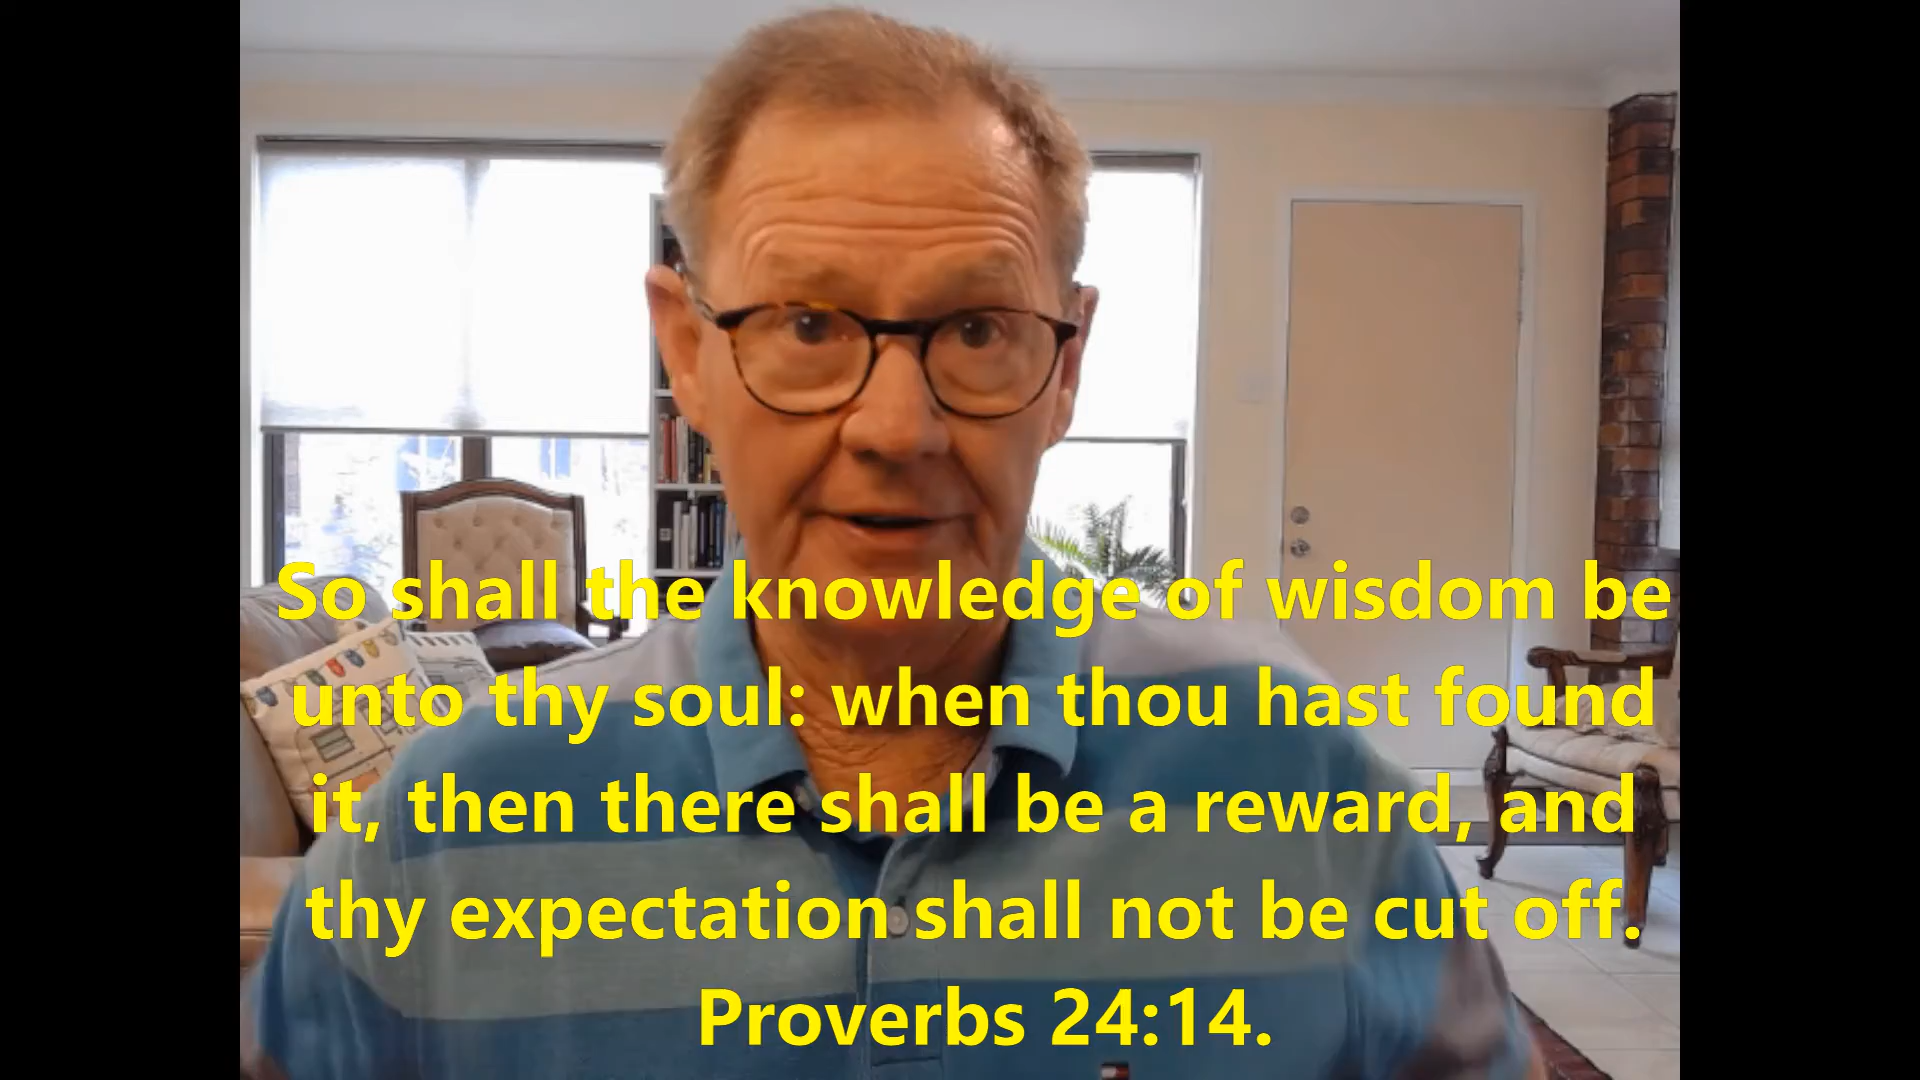 So shall the knowledge of wisdom be
unto thy soul: when thou hast found
it, then there shall be a reward, and
thy expectation shall not be cut off.
Proverbs 24:14.